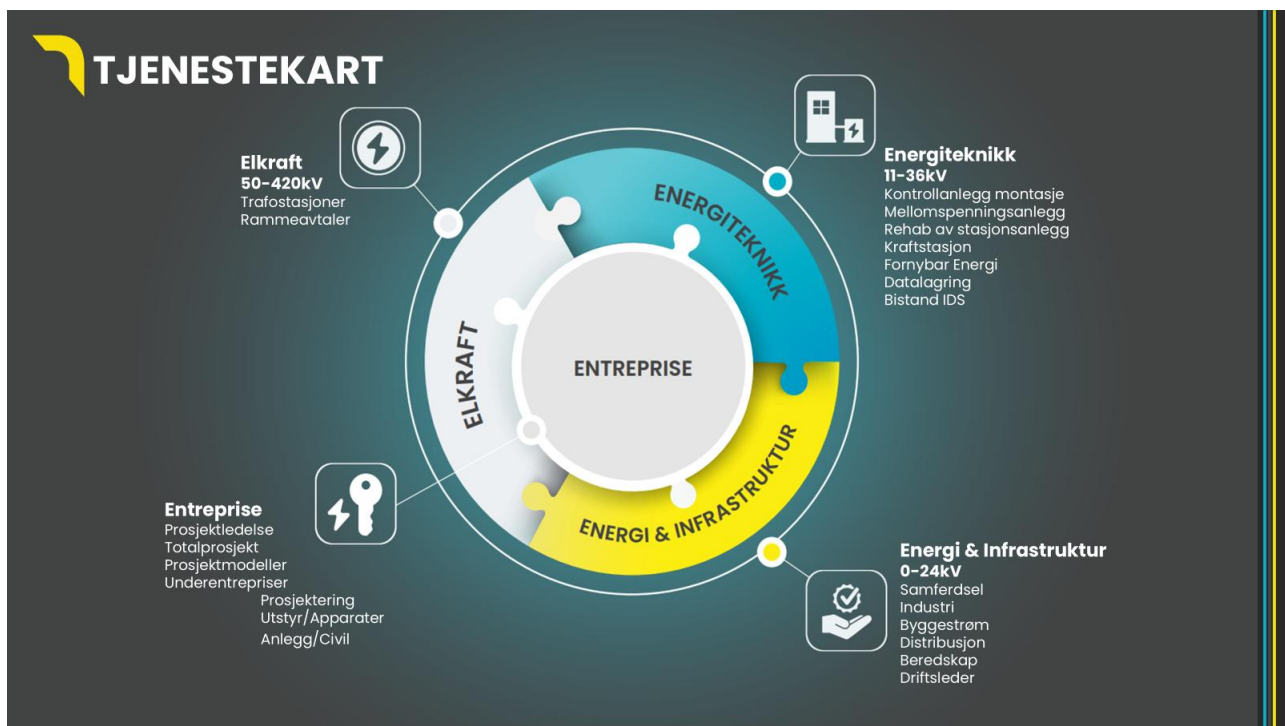 TJENESTEKART
Elkraft
50-420kV
Trafostasjoner
Rammeavtaler
Energiteknikk
11-36kV
Kontrollanlegg montasje
Mellomspenningsanlegg
Rehab av stasjonsanlegg
Kraftstasjon
Fornybar Energi
Datalagring
Bistand IDS
ENERGITEKNIKK
ELKRAFT
ENTREPRISE
ENERGI & INFRASTRUKTUR
Entreprise
Prosjektledelse
Totalprosjekt
Prosjektmodeller
Underentrepriser
Prosjektering
Utstyr/Apparater
Anlegg/Civil
Energi & Infrastruktur
0-24kV
Samferdsel
Industri
Byggestrøm
Distribusjon
Beredskap
Driftsleder